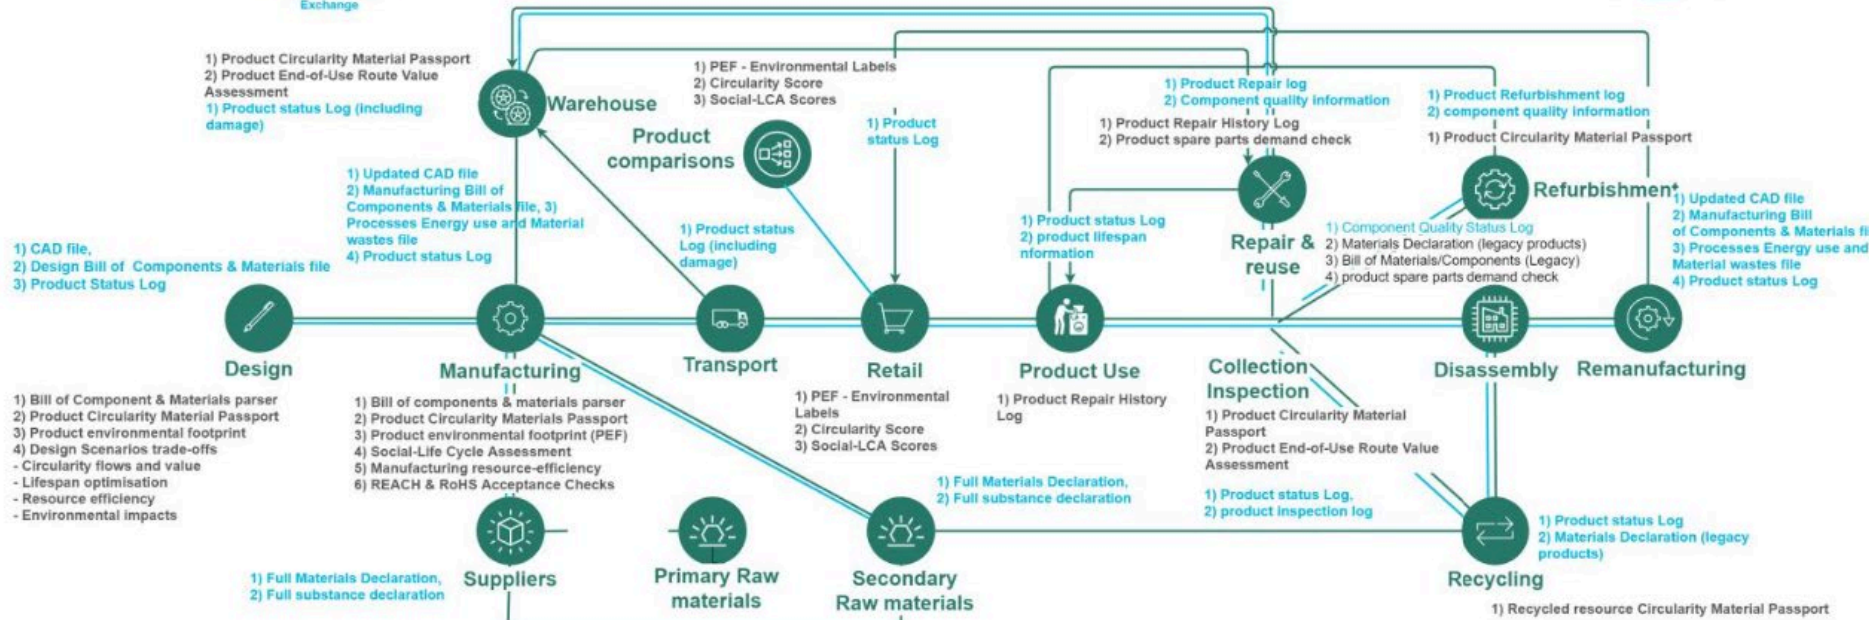 Exchange
1) Product Circularity Material Passport
2) Product End-of-Use Route Value
Assessment
1) Product status Log (including
damage)
Warehouse
1) PEF - Environmental Labels
2) Circularity Score
3) Social-LCA Scores
Product
comparisons
1) Product
status Log
1) Product Repair log
2) Component quality information
1) Product Repair History Log
2) Product spare parts demand check
1) Product Refurbishment log
2) component quality information
1) Product Circularity Material Passport
Refurbishment
1) Updated CAD file
2) Manufacturing Bill of
Components & Materials file, 3)
Processes Energy use and Material
wastes file
4) Product status Log
1) Product status
Log (including
damage)
1) Product status Log
2) product lifespan
nformation
Repair &
reuse
1) Component Quality Status Log
2) Materials Declaration (legacy products)
3) Bill of Materials/Components (Legacy)
4) product spare parts demand check
1) Updated CAD file
2) Manufacturing Bill
of Components & Materials fil
3) Processes Energy use and
Material wastes file
4) Product status Log
1) CAD file,
2) Design Bill of Components & Materials file
3) Product Status Log
Design
Manufacturing
Transport
Retail
Product Use
Collection
Inspection
Disassembly
Remanufacturing
1) Bill of Component & Materials parser
2) Product Circularity Material Passport
3) Product environmental footprint
4) Design Scenarios trade-offs
- Circularity flows and value
- Lifespan optimisation
- Resource efficiency
- Environmental impacts
1) Bill of components & materials parser
2) Product Circularity Materials Passport
3) Product environmental footprint (PEF)
4) Social-Life Cycle Assessment
5) Manufacturing resource-efficiency
6) REACH & RoHS Acceptance Checks
1) PEF - Environmental
Labels
2) Circularity Score
3) Social-LCA Scores
1) Product Repair History
Log
1) Product Circularity Material
Passport
2) Product End-of-Use Route Value
Assessment
1) Product status Log,
2) product inspection log
1) Full Materials Declaration,
2) Full substance declaration
1) Product status Log
2) Materials Declaration (legacy
products)
1) Full Materials Declaration,
2) Full substance declaration
Suppliers
Primary Raw
materials
Secondary
Raw materials
Recycling
1) Recycled resource Circularity Material Passport